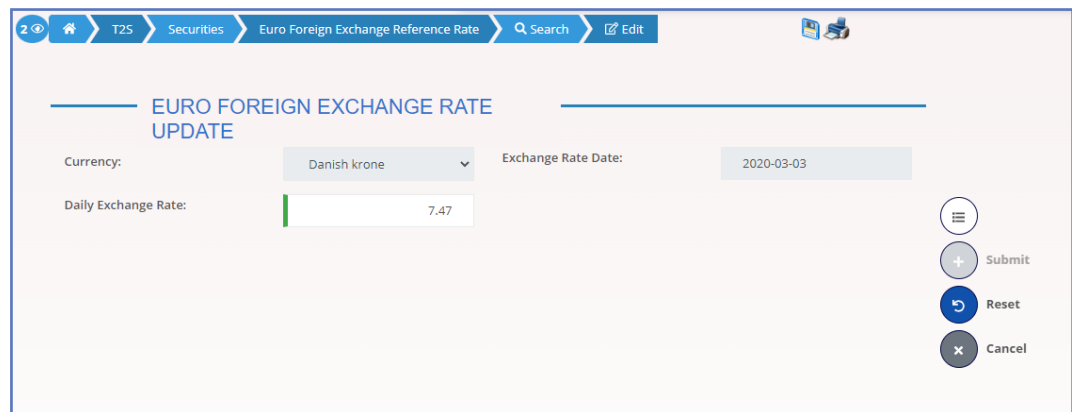 2 T2S Securities Euro Foreign Exchange Reference Rate Search Edit
EURO FOREIGN EXCHANGE RATE
UPDATE
Currency: Danish krone Exchange Rate Date: 2020-03-03
Daily Exchange Rate: 7.47
Submit
Reset
Cancel